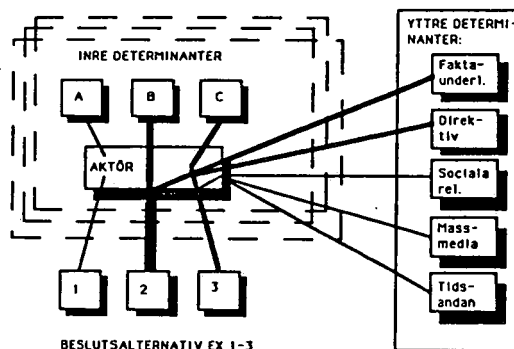 INRE DETERMINANTER
A
B
C
AKTÖR
1
2
3
BESLUTSALTERNATIV EX 1-3
YTTRE DETERMI-
NANTER:
Fakta-
underl.
Direk-
tiv
Sociala
rel.
Mass-
media
Tids-
andan